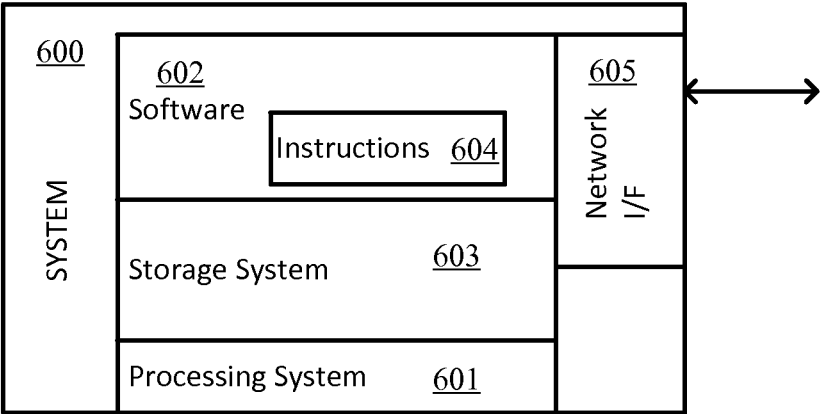 600
SYSTEM
602
Software
Instructions 604
Storage System 603
Processing System 601
605
Network
I/F